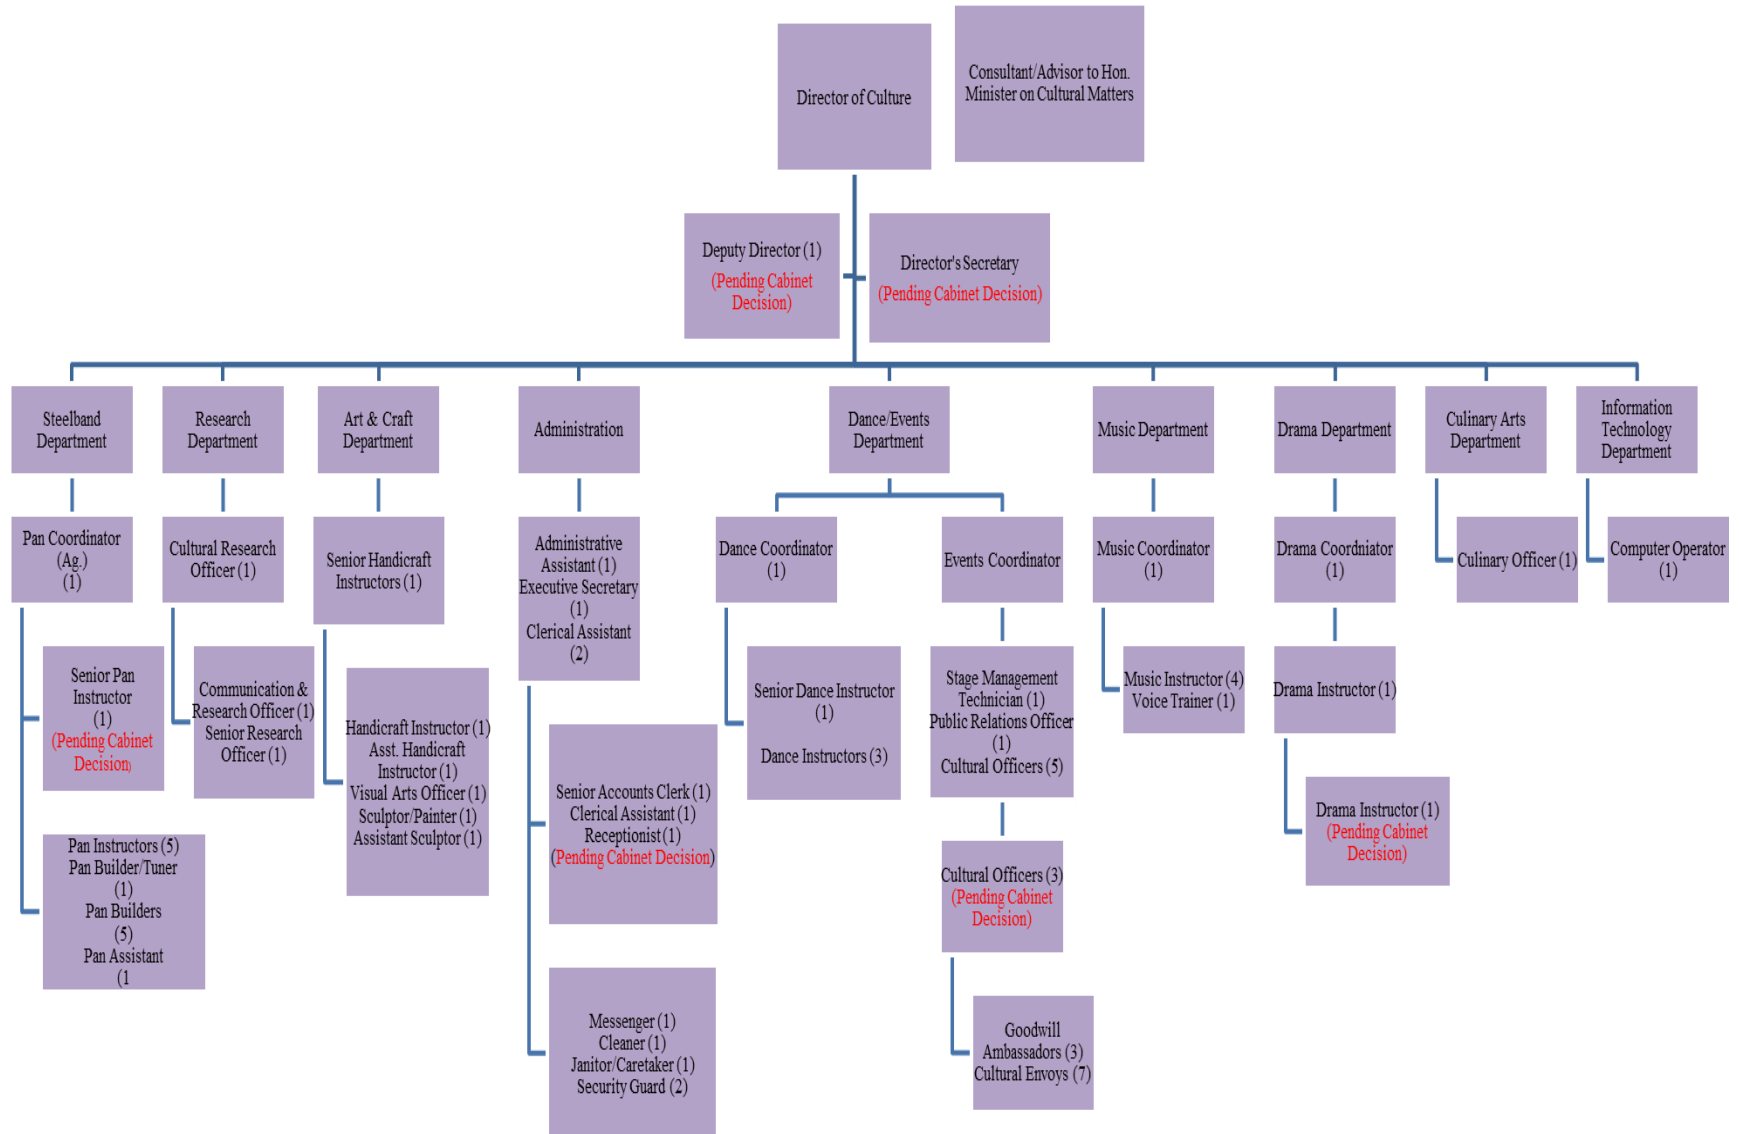 Director of Culture
Consultant/Advisor to Hon.
Minister on Cultural Matters
Deputy Director (1)
(Pending Cabinet
Decision)
Director's Secretary
(Pending Cabinet Decision)
Steelband
Department
Research
Department
Art & Craft
Department
Administration
Dance/Events
Department
Music Department
Drama Department
Culinary Arts
Department
Information
Technology
Department
Pan Coordinator
(Ag.)
(1)
Cultural Research
Officer (1)
Senior Handicraft
Instructors (1)
Administrative
Assistant (1)
Executive Secretary
(1)
Clerical Assistant
(2)
Dance Coordinator
(1)
Events Coordinator
Music Coordinator
(1)
Drama Coordniator
(1)
Culinary Officer (1)
Computer Operator
(1)
Senior Pan
Instructor
(1)
(Pending Cabinet
Decision)
Communication &
Research Officer (1)
Senior Research
Officer (1)
Handicraft Instructor (1)
Asst. Handicraft
Instructor (1)
Visual Arts Officer (1)
Sculptor/Painter (1)
Assistant Sculptor (1)
Senior Accounts Clerk (1)
Clerical Assistant (1)
Receptionist (1)
(Pending Cabinet Decision)
Senior Dance Instructor
(1)
Dance Instructors (3)
Stage Management
Technician (1)
Public Relations Officer
(1)
Cultural Officers (5)
Music Instructor (4)
Voice Trainer (1)
Drama Instructor (1)
Drama Instructor (1)
(Pending Cabinet
Decision)
Pan Instructors (5)
Pan Builder/Tuner
(1)
Pan Builders
(5)
Pan Assistant
(1
Cultural Officers (3)
(Pending Cabinet
Decision)
Messenger (1)
Cleaner (1)
Janitor/Caretaker (1)
Security Guard (2)
Goodwill
Ambassadors (3)
Cultural Envoys (7)